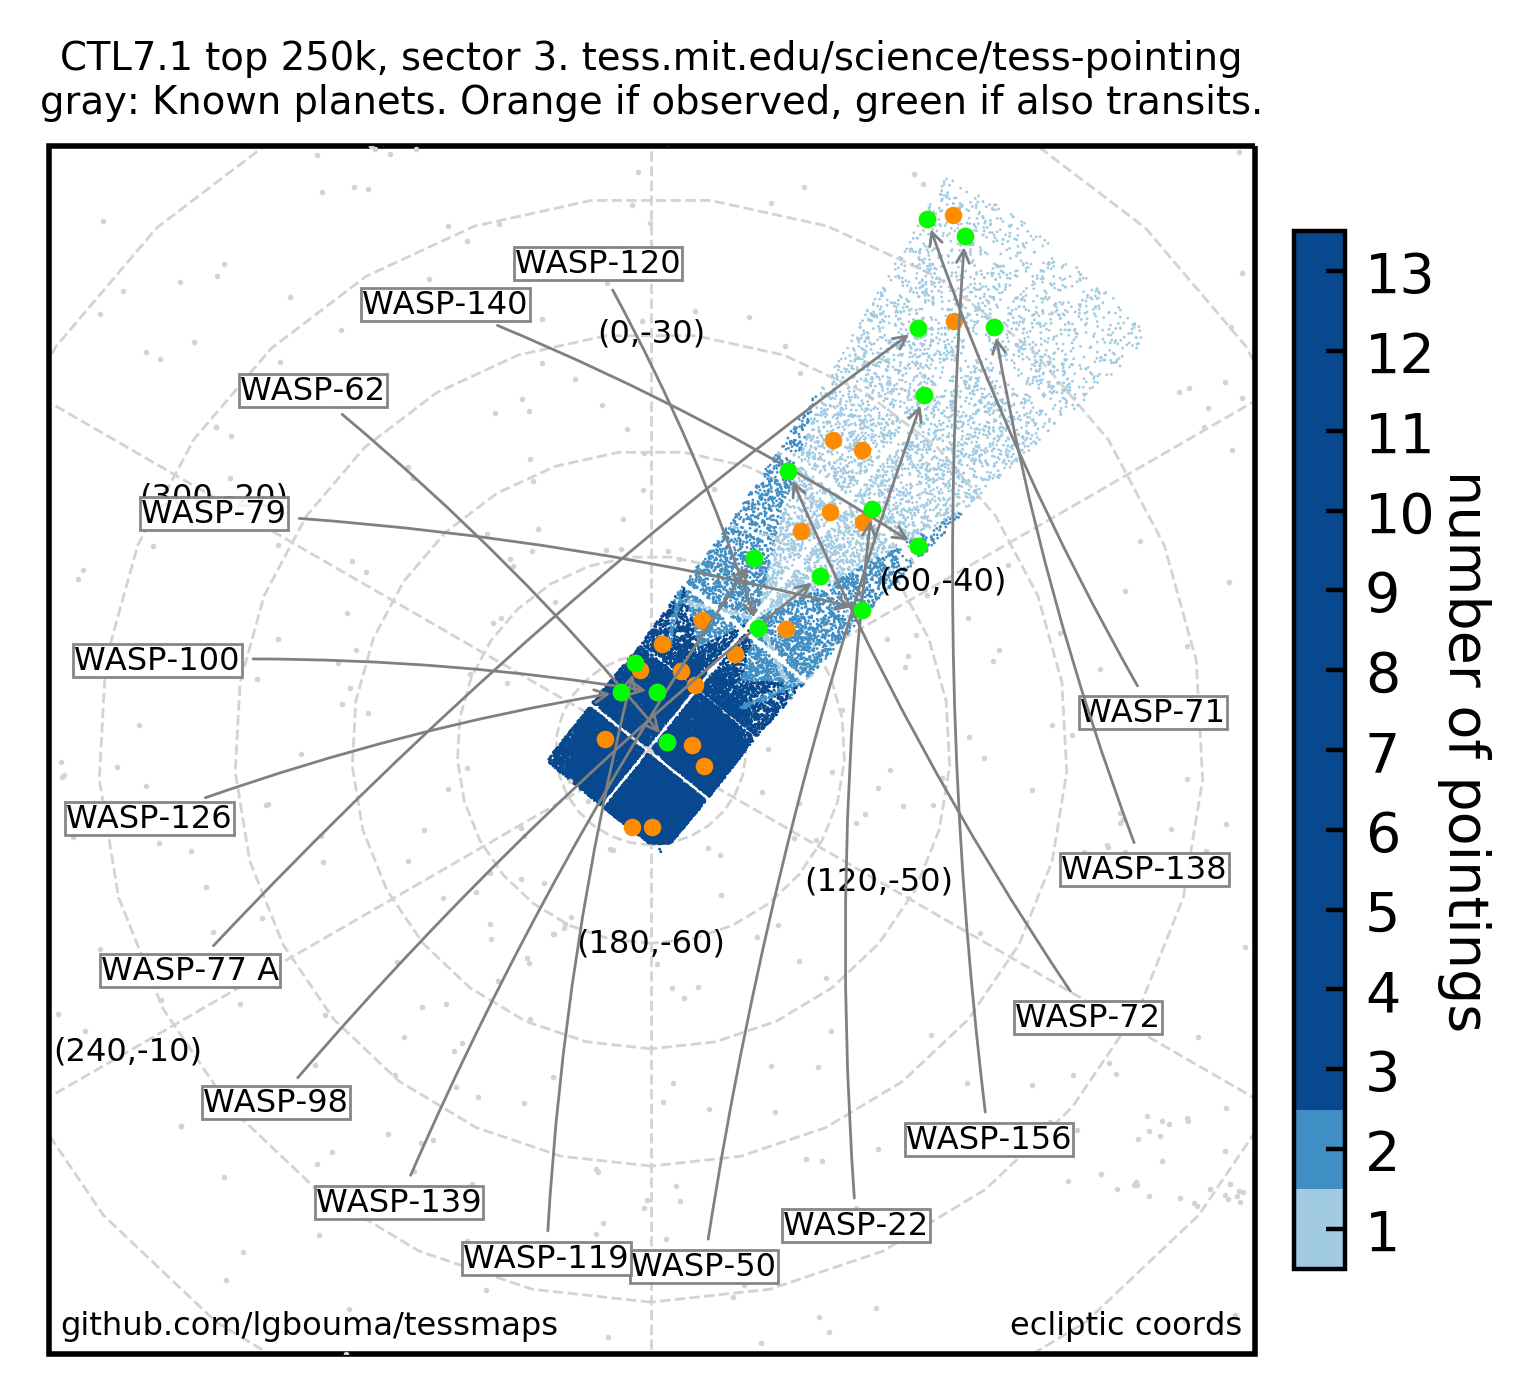 CTL7.1 top 250k, sector 3. tess.mit.edu/science/tess-pointing
gray: Known planets. Orange if observed, green if also transits.
WASP-120
WASP-140
(0,-30)
WASP-62
(300,-20)
WASP-79
(60,-40)
WASP-100
WASP-71
WASP-126
WASP-138
(120,-50)
(180,-60)
WASP-77 A
WASP-72
(240,-10)
WASP-98
WASP-156
WASP-139
WASP-22
WASP-119
WASP-50
github.com/lgbouma/tessmaps
ecliptic coords
13
12
11
10
9
8
7
6
5
4
3
2
1
number of pointings